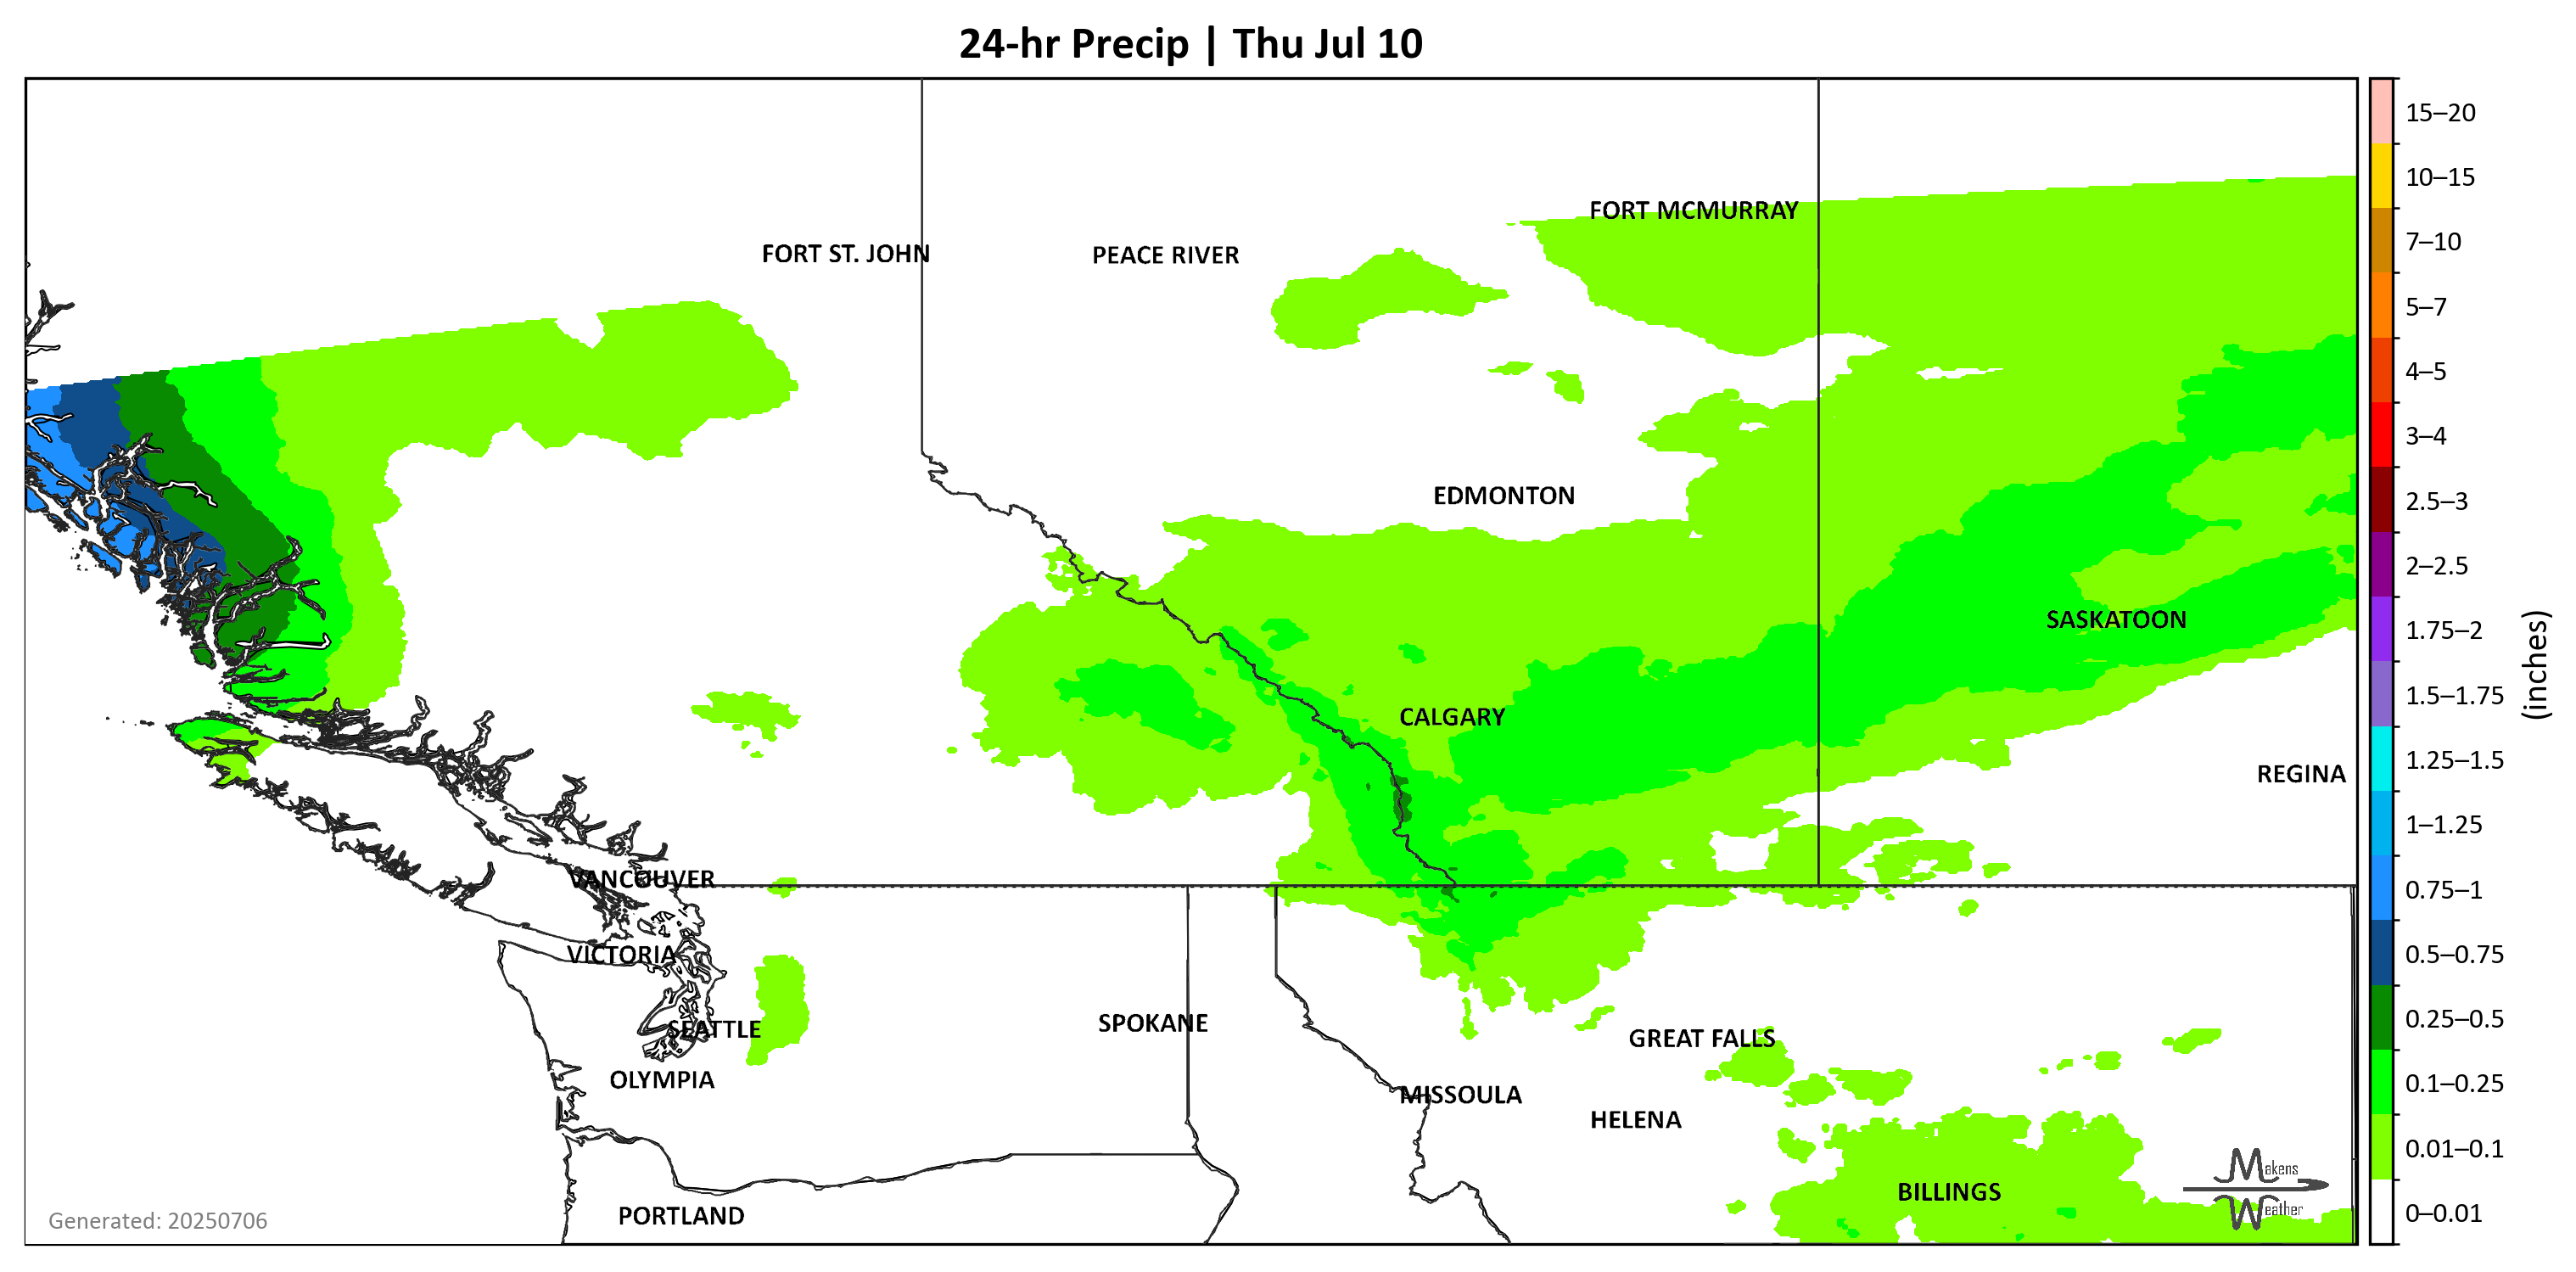 24-hr Precip | Thu Jul 10
FORT MCMURRAY
FORT ST. JOHN
PEACE RIVER
EDMONTON
SASKATOON
CALGARY
REGINA
VANCOUVER
VICTORIA
SPOKANE
SEATTLE
GREAT FALLS
OLYMPIA
MISSOULA
HELENA
BILLINGS
PORTLAND
Makens
Weather
Generated: 20250706
15–20
10–15
7–10
5–7
4–5
3–4
2.5–3
2–2.5
1.75–2
1.5–1.75
1.25–1.5
1–1.25
0.75–1
0.5–0.75
0.25–0.5
0.1–0.25
0.01–0.1
0–0.01
(inches)